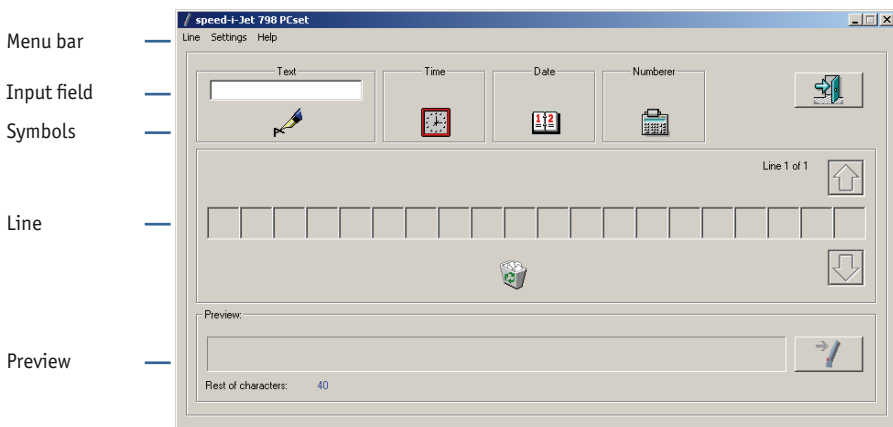 speed-i-Jet 798 PCset
Menu bar
Line Settings Help
Text Time Date Numberer
Input field
Symbols
12
Line 1 of 1
Line
Preview:
Preview
Rest of characters: 40